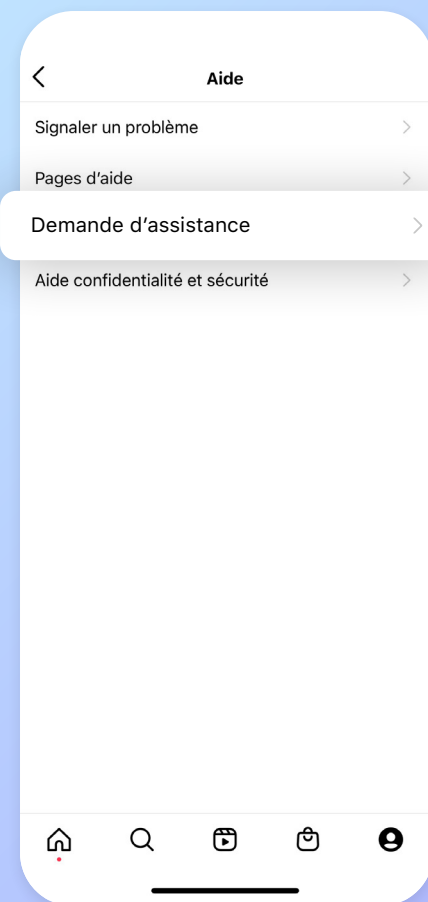 Aide
Signaler un problème
Pages d’aide
Demande d’assistance
Aide confidentialité et sécurité